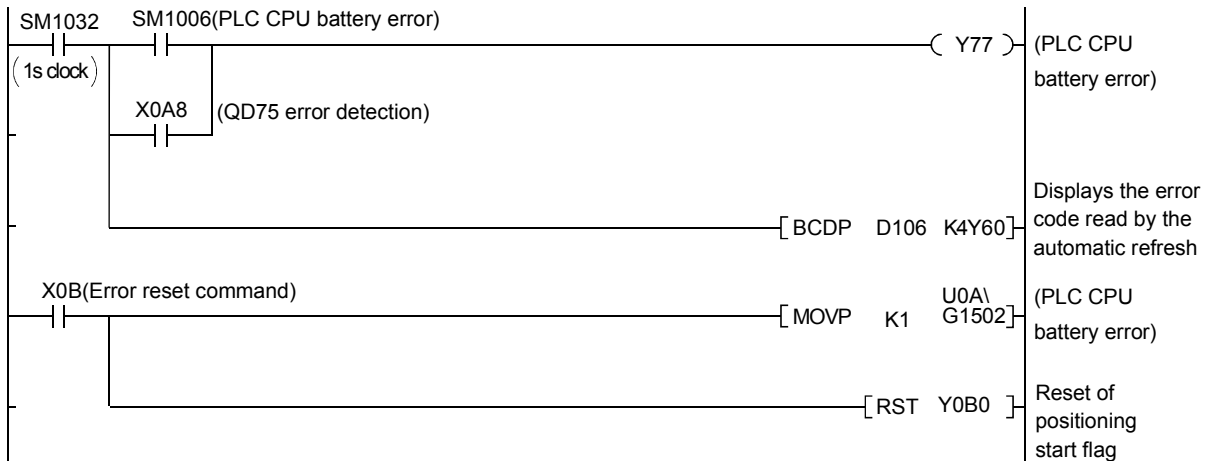 SM1032
SM1006(PLC CPU battery error)
Y77
(PLC CPU
battery error)
(1s clock)
X0A8
(QD75 error detection)
Displays the error
code read by the
automatic refresh
[BCDP D106 K4Y60]
X0B(Error reset command)
[MOVP K1 U0A\
G1502]
(PLC CPU
battery error)
[RST Y0B0 ]
Reset of
positioning
start flag